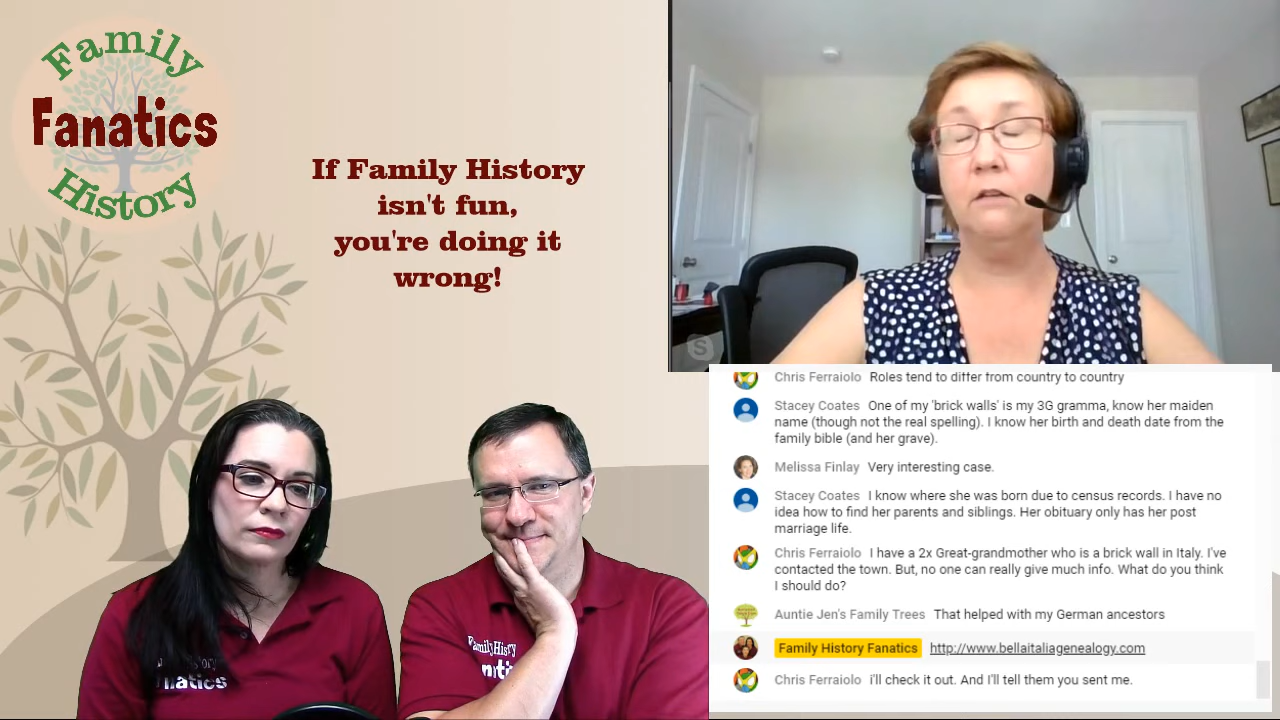 Family
Fanatics
History
If Family History
isn't fun,
you're doing it
wrong!
Chris Ferraiolo Roles tend to differ from country to country
Stacey Coates One of my 'brick walls' is my 3G gramma, know her maiden
name (though not the real spelling). I know her birth and death date from the
family bible (and her grave).
Melissa Finlay Very interesting case.
Stacey Coates I know where she was born due to census records. I have no
idea how to find her parents and siblings. Her obituary only has her post
marriage life.
Chris Ferraiolo I have a 2x Great-grandmother who is a brick wall in Italy. I've
contacted the town. But, no one can really give much info. What do you think
I should do?
Auntie Jen's Family Trees That helped with my German ancestors
Family History Fanatics http://www.bellaitaliagenealogy.com
Chris Ferraiolo i'll check it out. And I'll tell them you sent me.